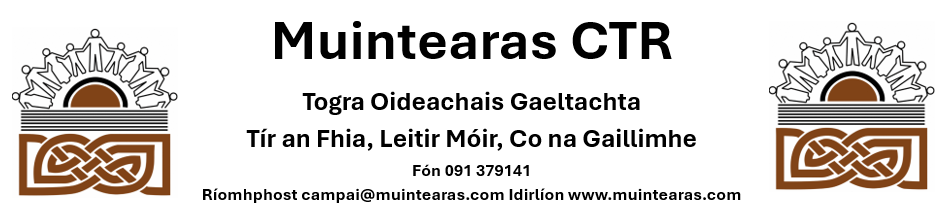 Muintearas CTR
Togra Oideachais Gaeltachta
Tír an Fhia, Leitir Móir, Co na Gaillimhe
Fón 091 379141
Ríomhphost campai@muintearas.com Idirlíon www.muintearas.com